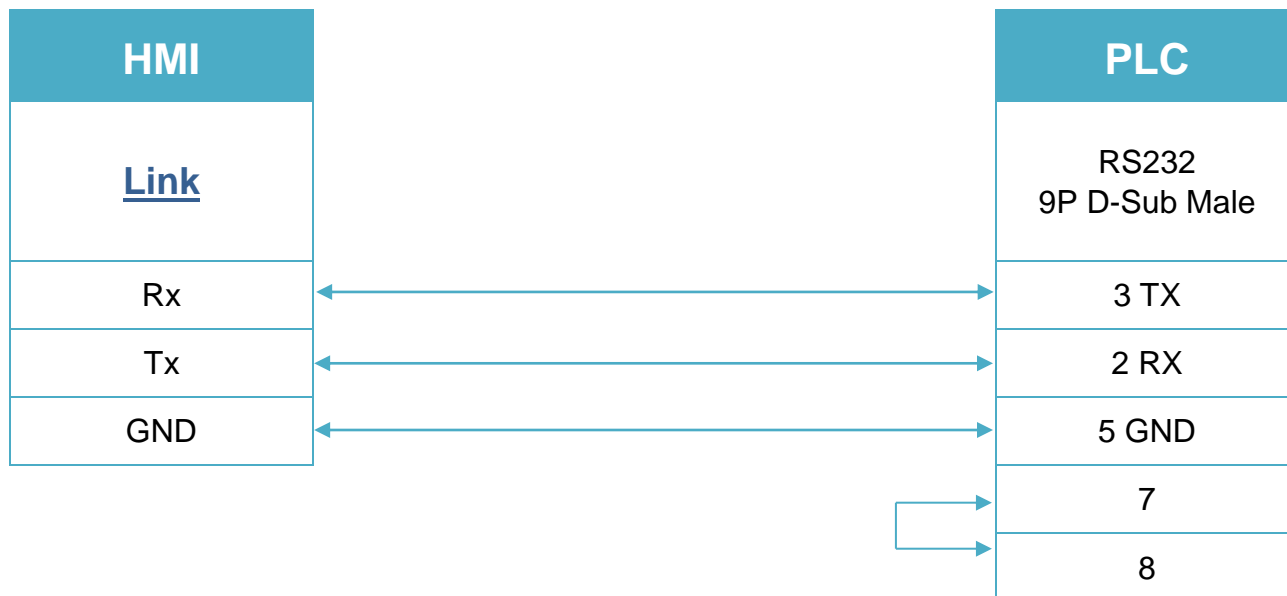 HMI
PLC
Link
RS232
9P D-Sub Male
Rx
3 TX
Tx
2 RX
GND
5 GND
7
8